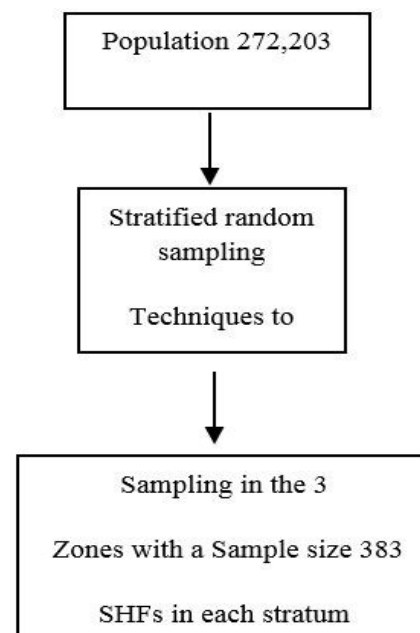 Population 272,203
Stratified random
sampling
Techniques to
Sampling in the 3
Zones with a Sample size 383
SHFs in each stratum